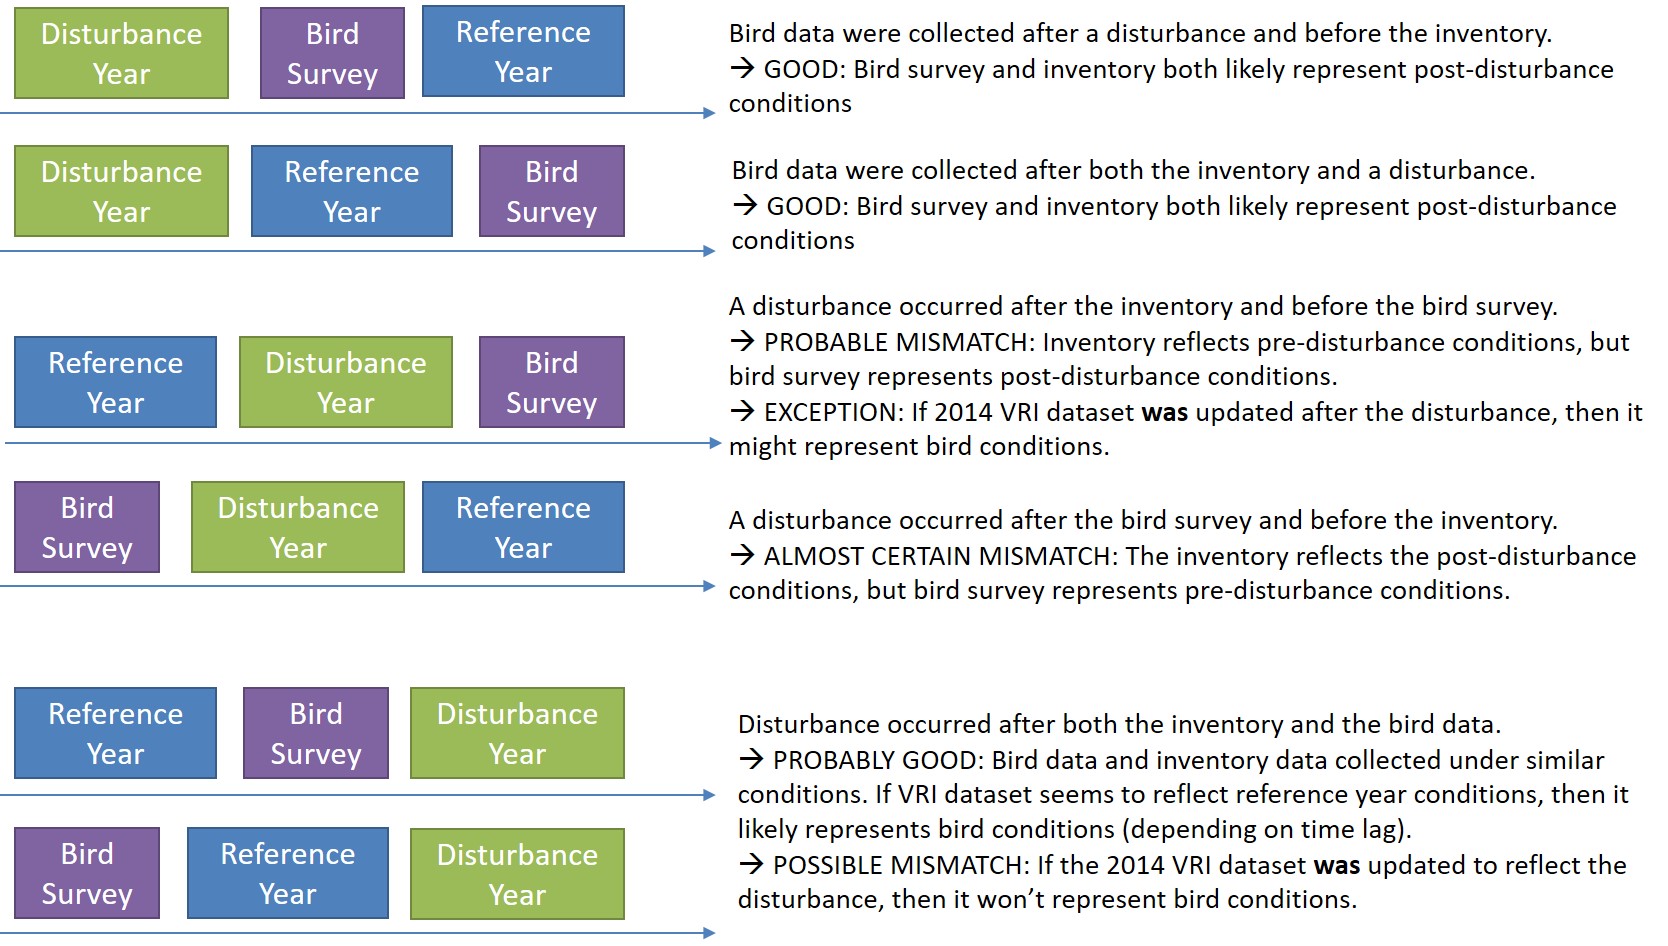 Disturbance
Year
Bird
Survey
Reference
Year
Bird data were collected after a disturbance and before the inventory.
→ GOOD: Bird survey and inventory both likely represent post-disturbance
conditions
Disturbance
Year
Reference
Year
Bird
Survey
Bird data were collected after both the inventory and a disturbance.
→ GOOD: Bird survey and inventory both likely represent post-disturbance
conditions
Reference
Year
Disturbance
Year
Bird
Survey
A disturbance occurred after the inventory and before the bird survey.
→ PROBABLE MISMATCH: Inventory reflects pre-disturbance conditions, but
bird survey represents post-disturbance conditions.
→ EXCEPTION: If 2014 VRI dataset was updated after the disturbance, then it
might represent bird conditions.
Bird
Survey
Disturbance
Year
Reference
Year
A disturbance occurred after the bird survey and before the inventory.
→ ALMOST CERTAIN MISMATCH: The inventory reflects the post-disturbance
conditions, but bird survey represents pre-disturbance conditions.
Reference
Year
Bird
Survey
Disturbance
Year
Bird
Survey
Reference
Year
Disturbance
Year
Disturbance occurred after both the inventory and the bird data.
→ PROBABLY GOOD: Bird data and inventory data collected under similar
conditions. If VRI dataset seems to reflect reference year conditions, then it
likely represents bird conditions (depending on time lag).
→ POSSIBLE MISMATCH: If the 2014 VRI dataset was updated to reflect the
disturbance, then it won’t represent bird conditions.